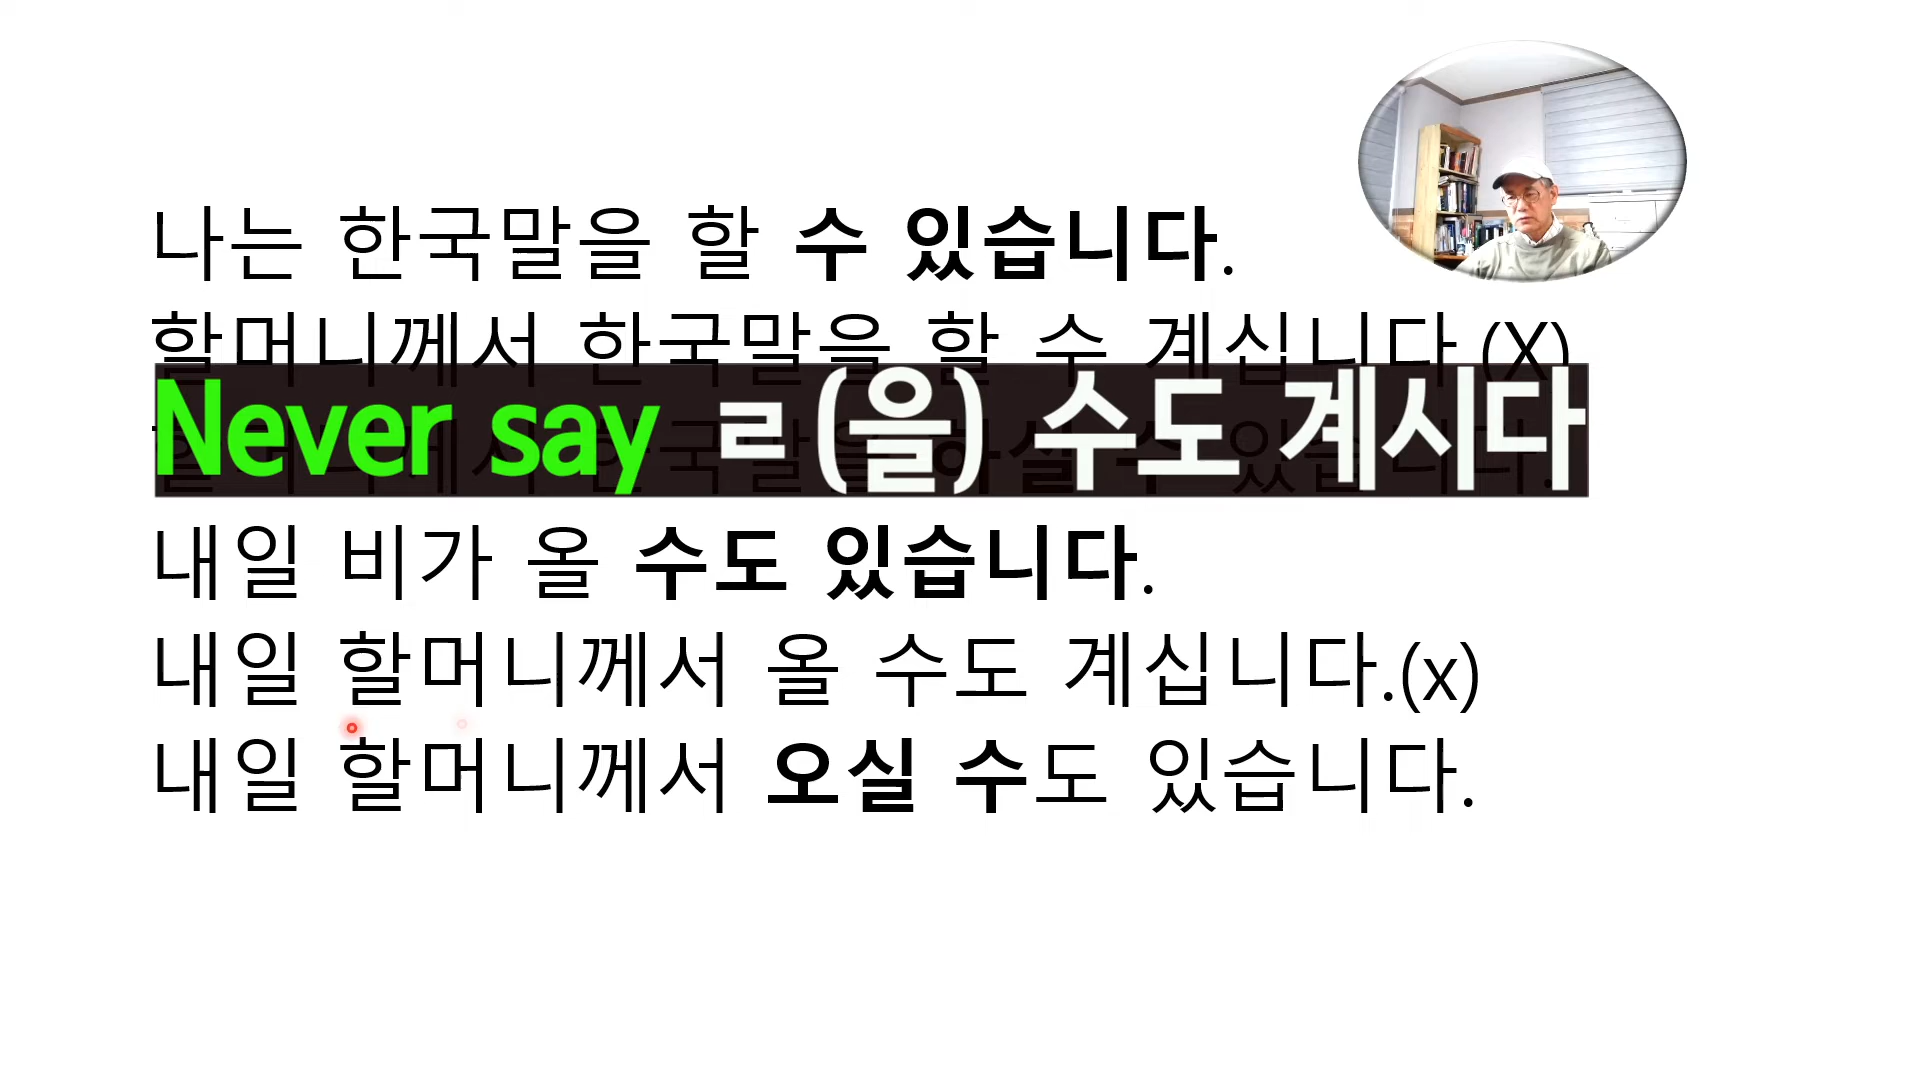 나는 한국말을 할 수 있습니다.
할머니께서 한국말을 할 수 계십니다.(X)
Never say ㄹ(을) 수도 계시다
내일 비가 올 수도 있습니다.
내일 할머니께서 올 수도 계십니다.(x)
내일 할머니께서 오실 수도 있습니다.